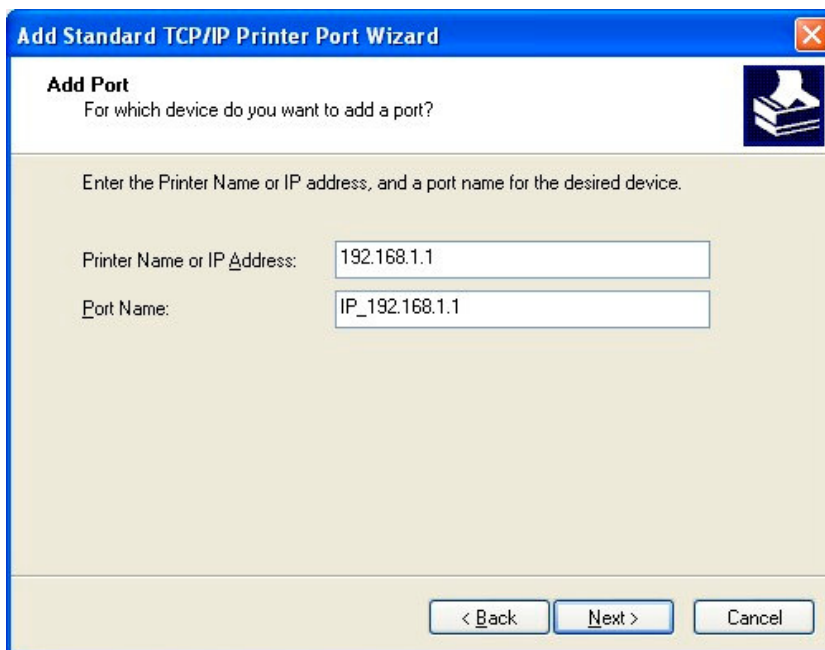 Add Standard TCP/IP Printer Port Wizard
Add Port
For which device do you want to add a port?
Enter the Printer Name or IP address, and a port name for the desired device.
Printer Name or IP Address: 192.168.1.1
Port Name: IP_192.168.1.1
< Back Next > Cancel